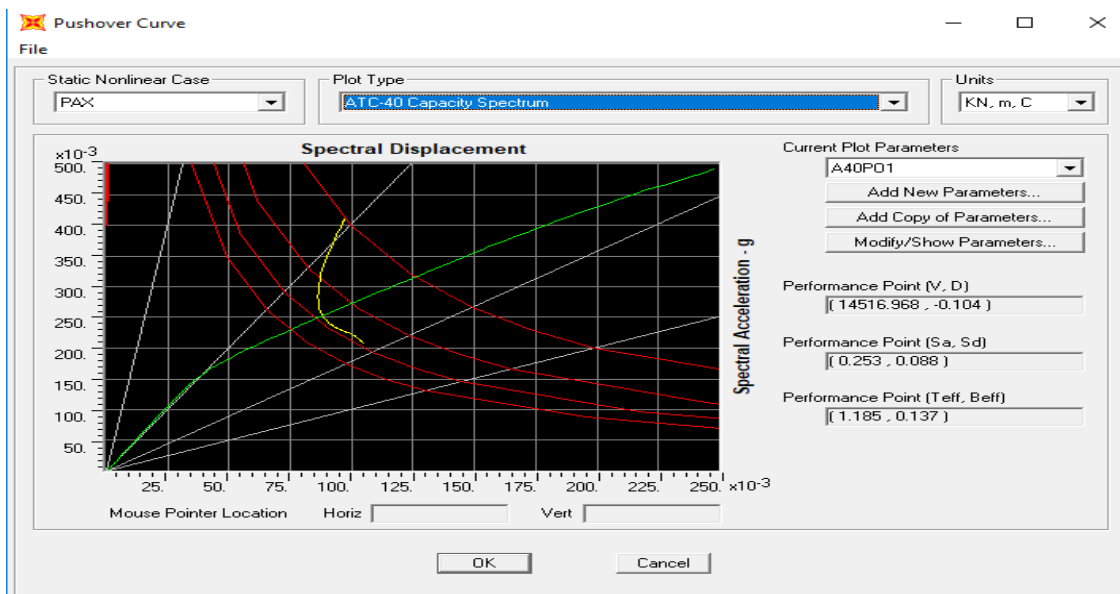 Pushover Curve
File
Static Nonlinear Case
PAX
Plot Type
ATC-40 Capacity Spectrum
Units
KN, m, C
Spectral Displacement
x10-3
500.
450.
400.
350.
300.
250.
200.
150.
100.
50.
25. 50. 75. 100. 125. 150. 175. 200. 225. 250. x10-3
Spectral Acceleration - g
Mouse Pointer Location Horiz Vert
Current Plot Parameters
A40PO1
Add New Parameters...
Add Copy of Parameters...
Modify/Show Parameters...
Performance Point (V, D)
( 14516.968 , -0.104 )
Performance Point (Sa, Sd)
( 0.253 , 0.088 )
Performance Point (Teff, Beff)
( 1.185 , 0.137 )
OK Cancel